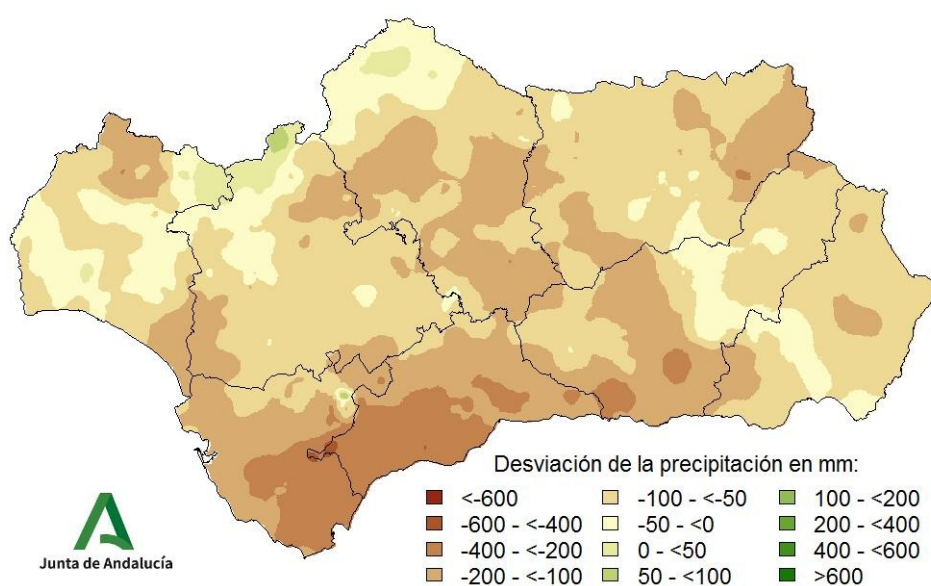 Desviación de la precipitación en mm:
<-600 -100 - <-50 100 - <200
-600 - <-400 -50 - <0 200 - <400
-400 - <-200 0 - <50 400 - <600
-200 - <-100 50 - <100 >600
Junta de Andalucía